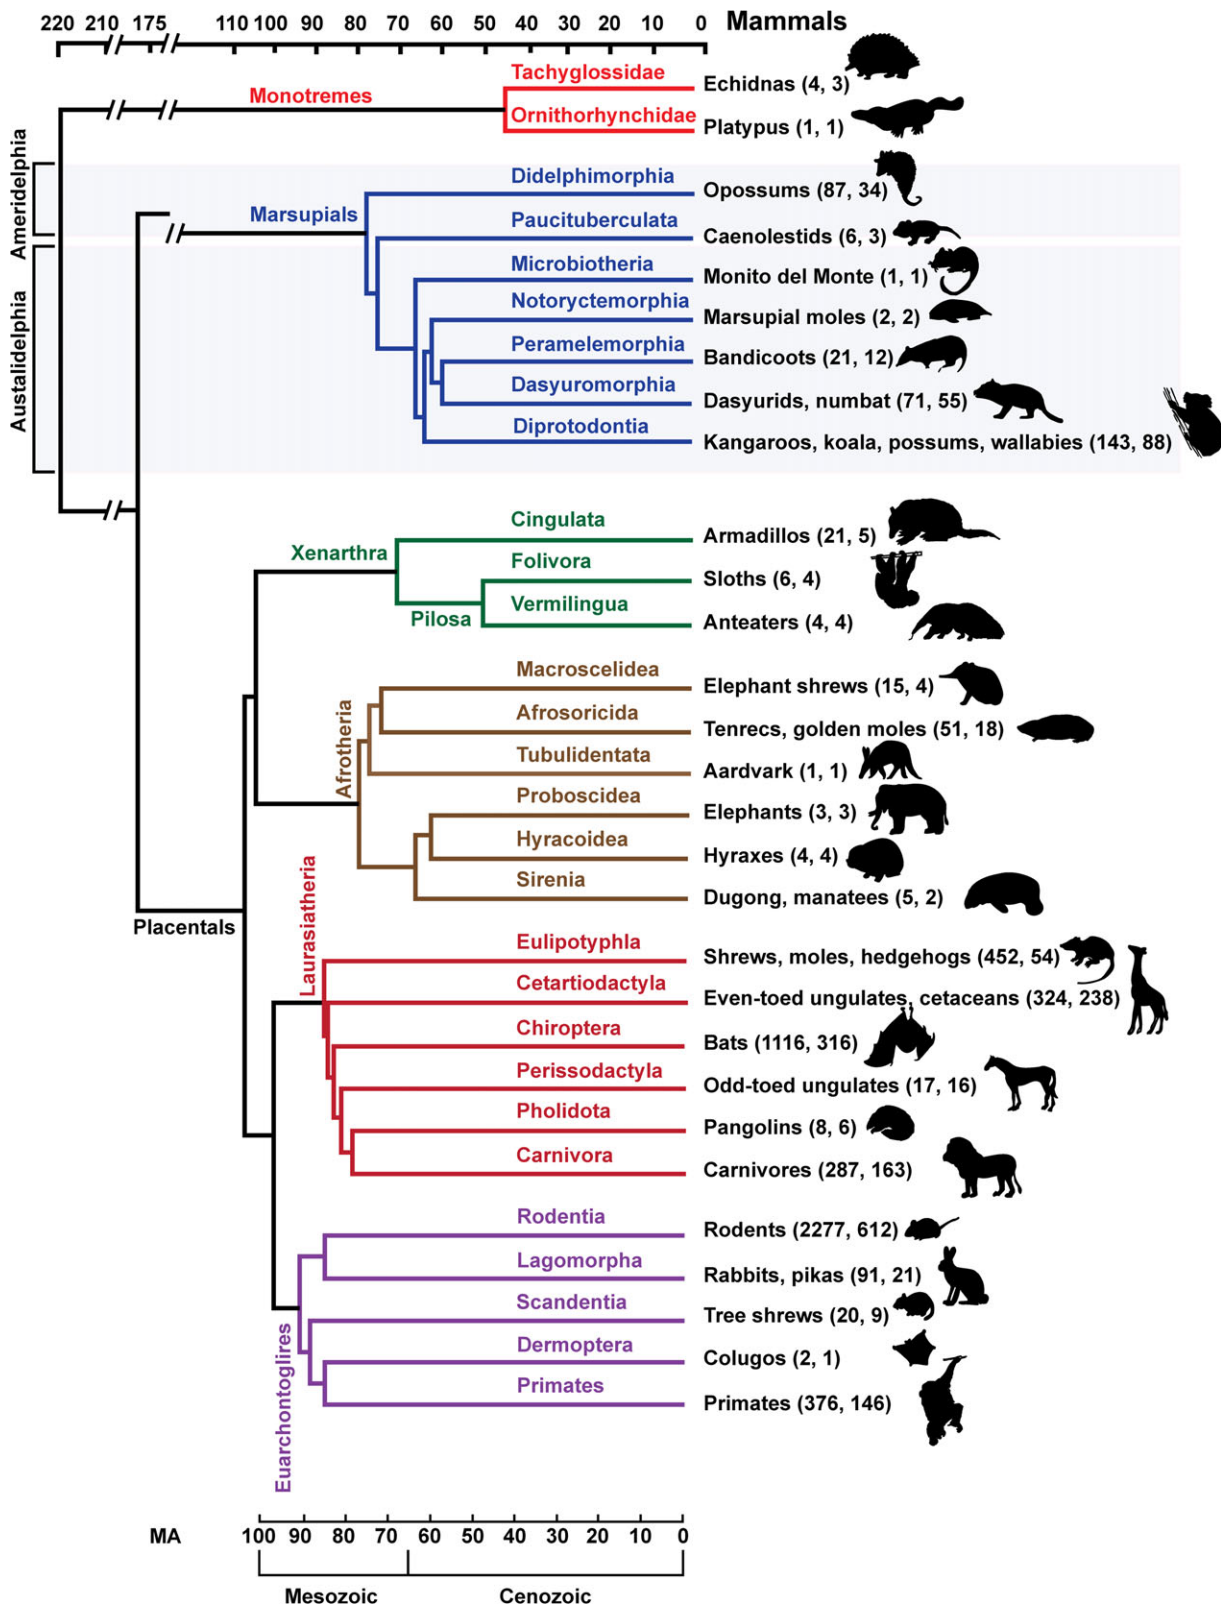 220 210 175 110 100 90 80 70 60 50 40 30 20 10 0 Mammals
Tachyglossidae
Echidnas (4, 3)
Monotremes
Ornithorhynchidae
Platypus (1, 1)
Ameridelphia
Didelphimorphia
Opossums (87, 34)
Marsupials
Paucituberculata
Caenolestids (6, 3)
Austalidelphia
Microbiotheria
Monito del Monte (1, 1)
Notoryctemorphia
Marsupial moles (2, 2)
Peramelemorphia
Bandicoots (21, 12)
Dasyuromorphia
Dasyurids, numbat (71, 55)
Diprotodontia
Kangaroos, koala, possums, wallabies (143, 88)
Cingulata
Armadillos (21, 5)
Xenarthra
Folivora
Sloths (6, 4)
Pilosa
Vermilingua
Anteaters (4, 4)
Macroscelidea
Elephant shrews (15, 4)
Afrotheria
Afrosoricida
Tenrecs, golden moles (51, 18)
Tubulidentata
Aardvark (1, 1)
Proboscidea
Elephants (3, 3)
Hyracoidea
Hyraxes (4, 4)
Sirenia
Dugong, manatees (5, 2)
Placentals
Laurasiatheria
Eulipotyphla
Shrews, moles, hedgehogs (452, 54)
Cetartiodactyla
Even-toed ungulates, cetaceans (324, 238)
Chiroptera
Bats (1116, 316)
Perissodactyla
Odd-toed ungulates (17, 16)
Pholidota
Pangolins (8, 6)
Carnivora
Carnivores (287, 163)
Rodentia
Rodents (2277, 612)
Lagomorpha
Rabbits, pikas (91, 21)
Scandentia
Tree shrews (20, 9)
Euarchontoglires
Dermoptera
Colugos (2, 1)
Primates
Primates (376, 146)
MA 100 90 80 70 60 50 40 30 20 10 0
Mesozoic Cenozoic